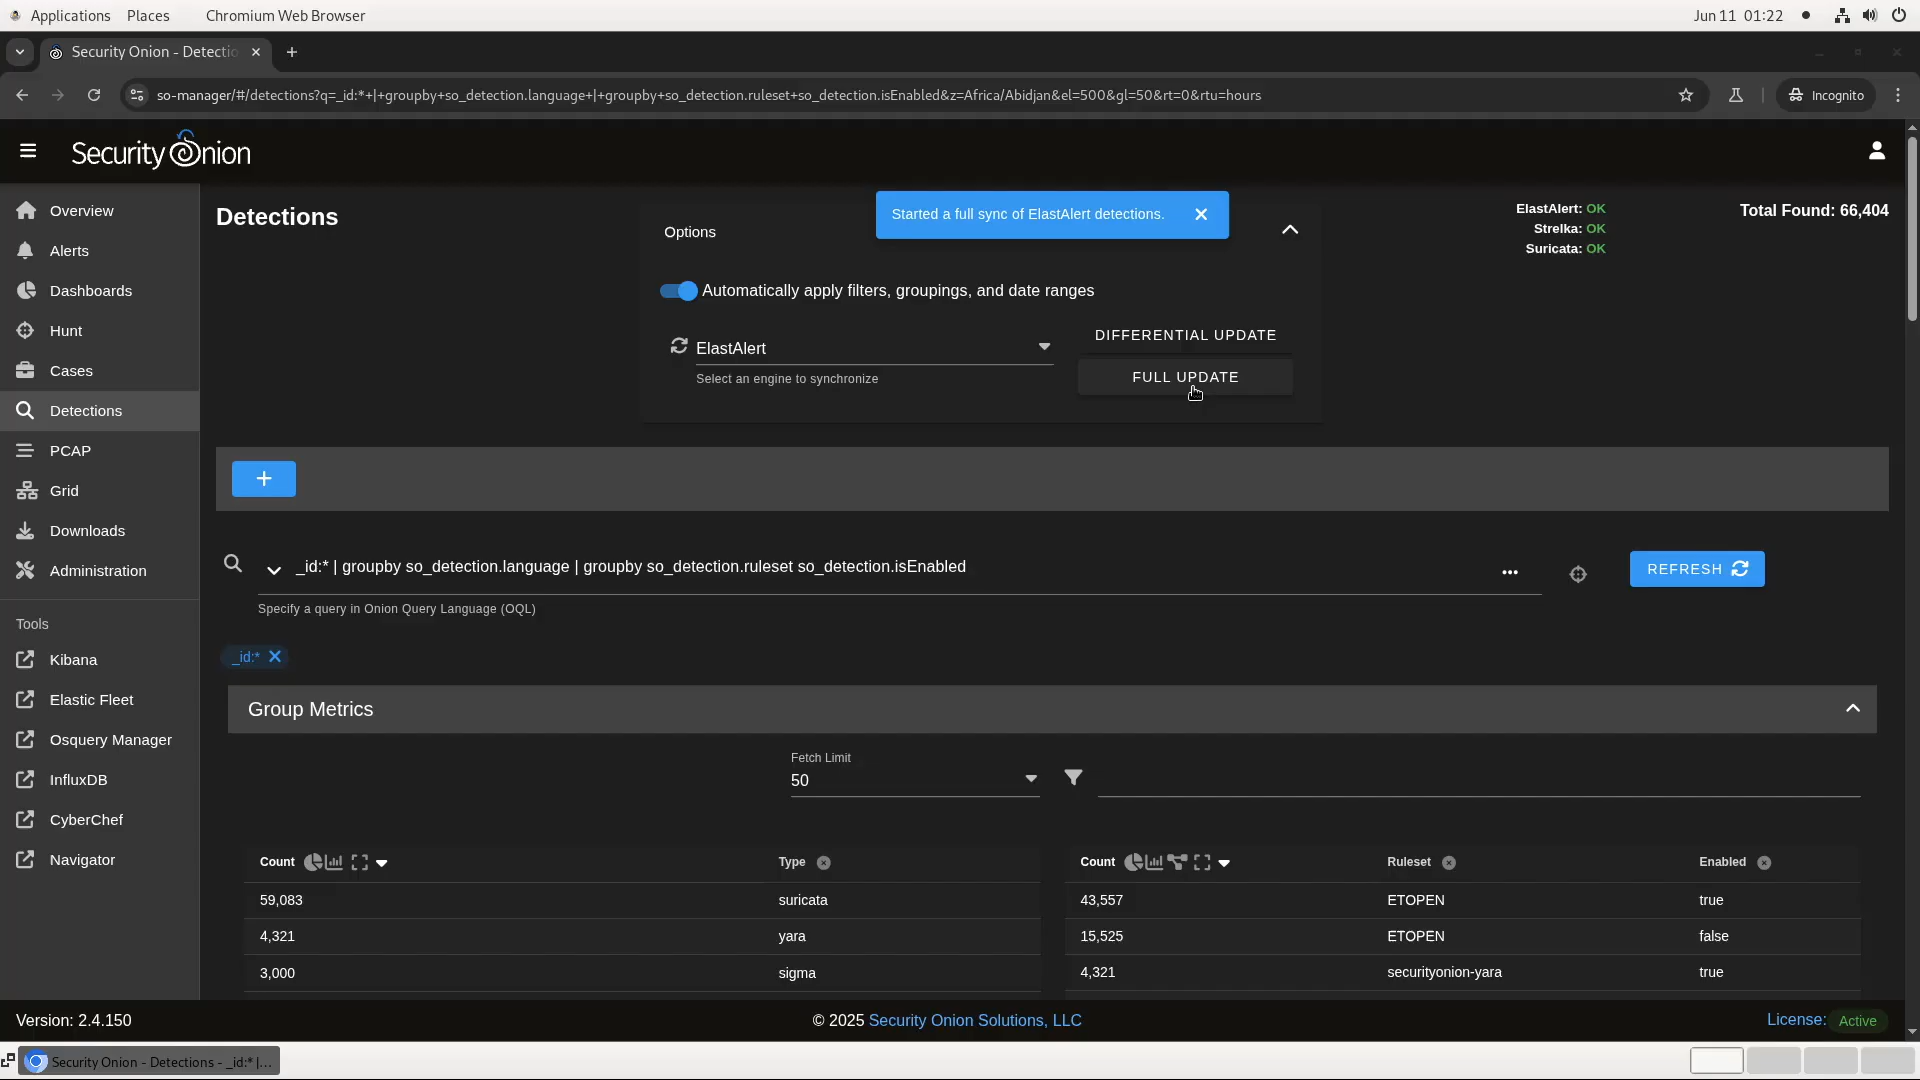 Applications Places Chromium Web Browser Jun 11 01:22
Security Onion - Detectio
so-manager/#/detections?q=_id:*+|+groupby+so_detection.language+|+groupby+so_detection.ruleset+so_detection.isEnabled&z=Africa/Abidjan&el=500&gl=50&rt=0&rtu=hours Incognito
Security Onion
Overview
Alerts
Dashboards
Hunt
Cases
Detections
PCAP
Grid
Downloads
Administration
Tools
Kibana
Elastic Fleet
Osquery Manager
InfluxDB
CyberChef
Navigator
Detections
Started a full sync of ElastAlert detections.
Options
ElastAlert: OK
Strelka: OK
Suricata: OK
Total Found: 66,404
Automatically apply filters, groupings, and date ranges
ElastAlert
Select an engine to synchronize
DIFFERENTIAL UPDATE
FULL UPDATE
_id:* | groupby so_detection.language | groupby so_detection.ruleset so_detection.isEnabled
REFRESH
Specify a query in Onion Query Language (OQL)
_id:*
Group Metrics
Fetch Limit
50
Count Type
59,083 suricata
4,321 yara
3,000 sigma
Count Ruleset Enabled
43,557 ETOPEN true
15,525 ETOPEN false
4,321 securityonion-yara true
Version: 2.4.150 © 2025 Security Onion Solutions, LLC License: Active
Security Onion - Detections - _id:* |...